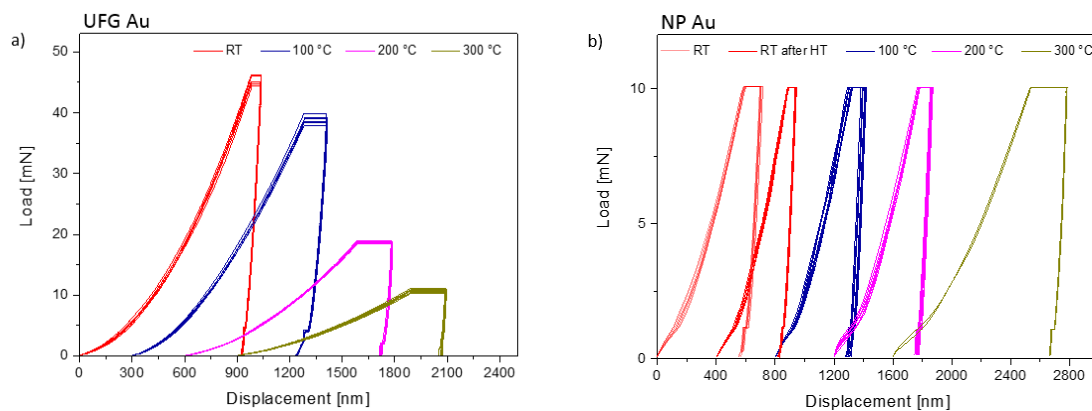 UFG Au
NP Au
a)
b)
RT 100 °C 200 °C 300 °C
RT RT after HT 100 °C 200 °C 300 °C
50
40
30
20
10
0
Load [mN]
0 300 600 900 1200 1500 1800 2100 2400
Displacement [nm]
10
5
0
Load [mN]
0 400 800 1200 1600 2000 2400 2800
Displacement [nm]